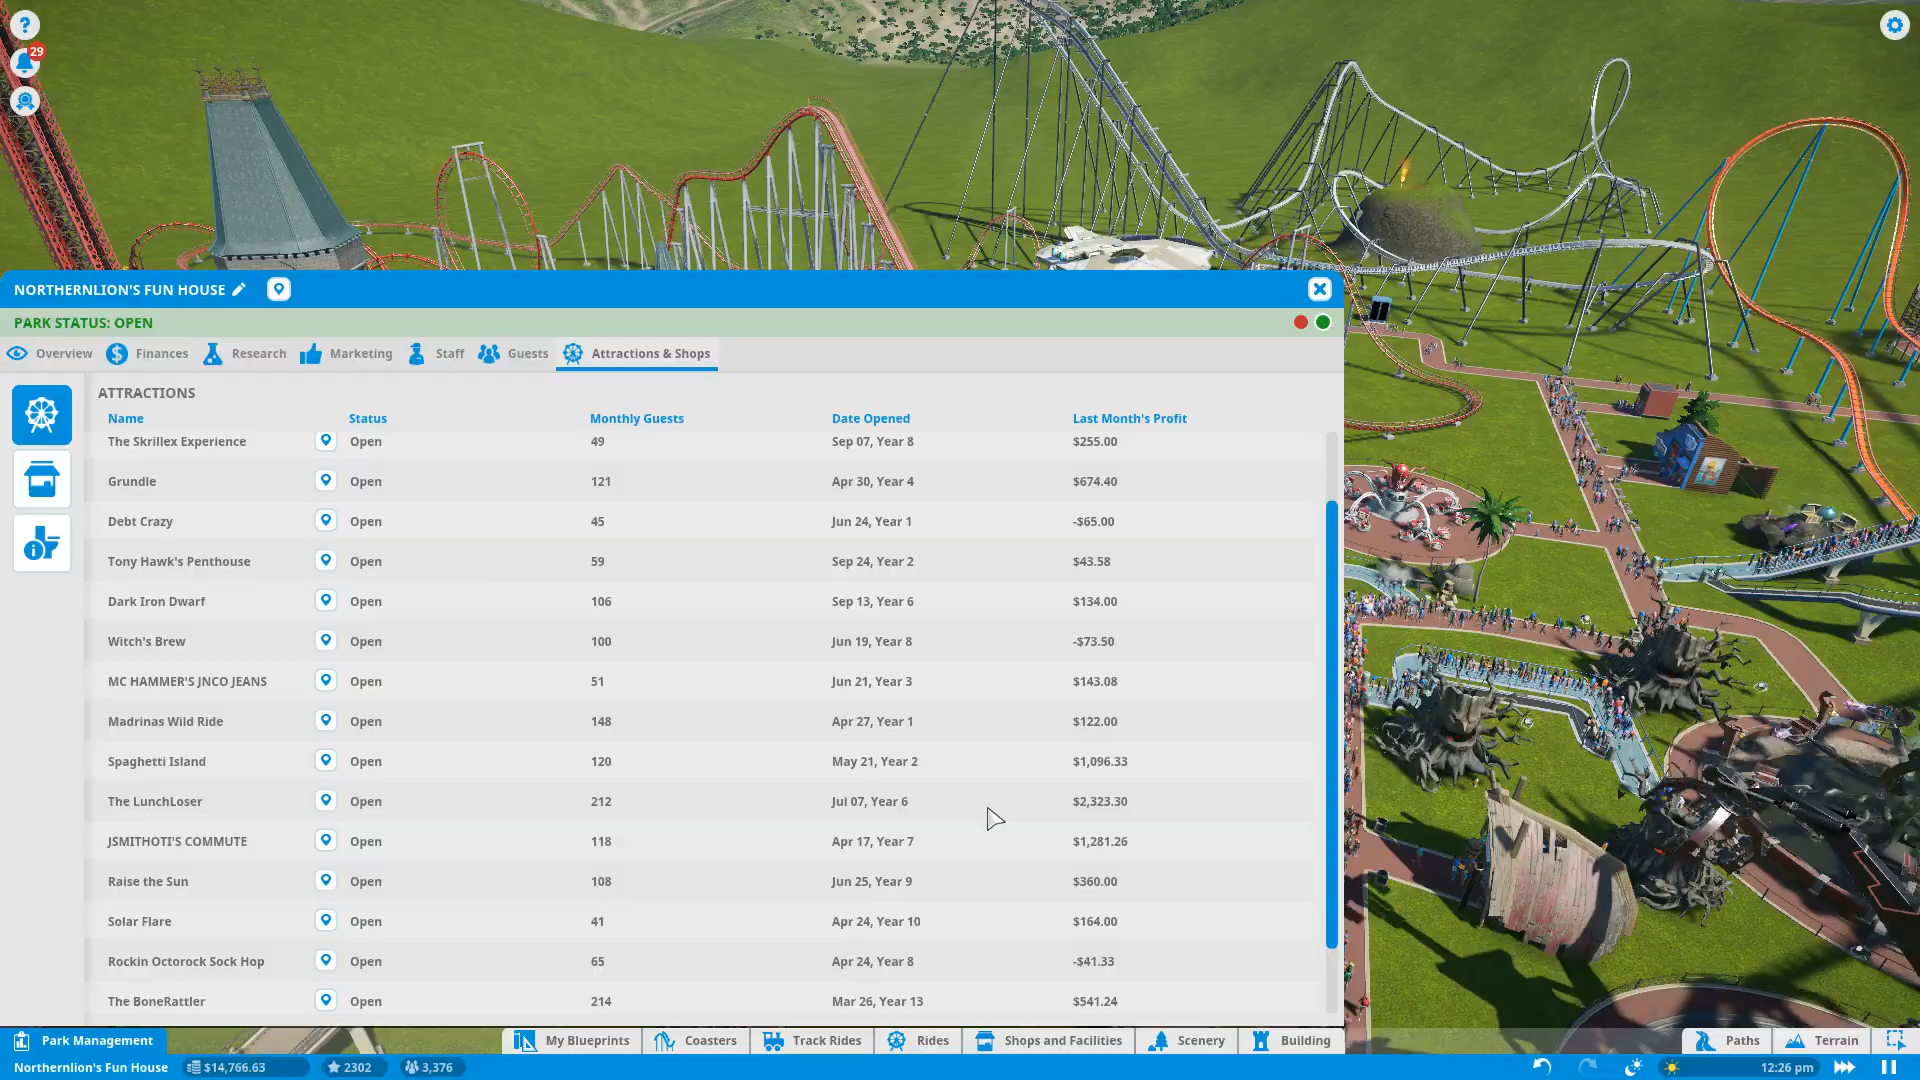 ?
29
NORTHERNLION'S FUN HOUSE
PARK STATUS: OPEN
Overview Finances Research Marketing Staff Guests Attractions & Shops
ATTRACTIONS
Name Status Monthly Guests Date Opened Last Month's Profit
The Skrillex Experience Open 49 Sep 07, Year 8 $255.00
Grundle Open 121 Apr 30, Year 4 $674.40
Debt Crazy Open 45 Jun 24, Year 1 -$65.00
Tony Hawk's Penthouse Open 59 Sep 24, Year 2 $43.58
Dark Iron Dwarf Open 106 Sep 13, Year 6 $134.00
Witch's Brew Open 100 Jun 19, Year 8 -$73.50
MC HAMMER'S JNCO JEANS Open 51 Jun 21, Year 3 $143.08
Madrinas Wild Ride Open 148 Apr 27, Year 1 $122.00
Spaghetti Island Open 120 May 21, Year 2 $1,096.33
The LunchLoser Open 212 Jul 07, Year 6 $2,323.30
JSMITHOTI'S COMMUTE Open 118 Apr 17, Year 7 $1,281.26
Raise the Sun Open 108 Jun 25, Year 9 $360.00
Solar Flare Open 41 Apr 24, Year 10 $164.00
Rockin Octorock Sock Hop Open 65 Apr 24, Year 8 -$41.33
The BoneRattler Open 214 Mar 26, Year 13 $541.24
Park Management My Blueprints Coasters Track Rides Rides Shops and Facilities Scenery Building Paths Terrain
Northernlion's Fun House $14,766.63 2302 3,376 12:26 pm